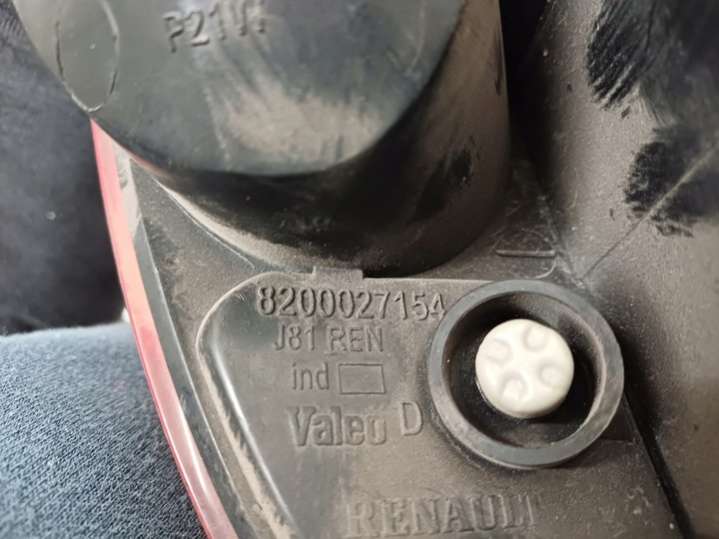 P21W
8200027154
J81 REN
ind
Valeo D
RENAULT